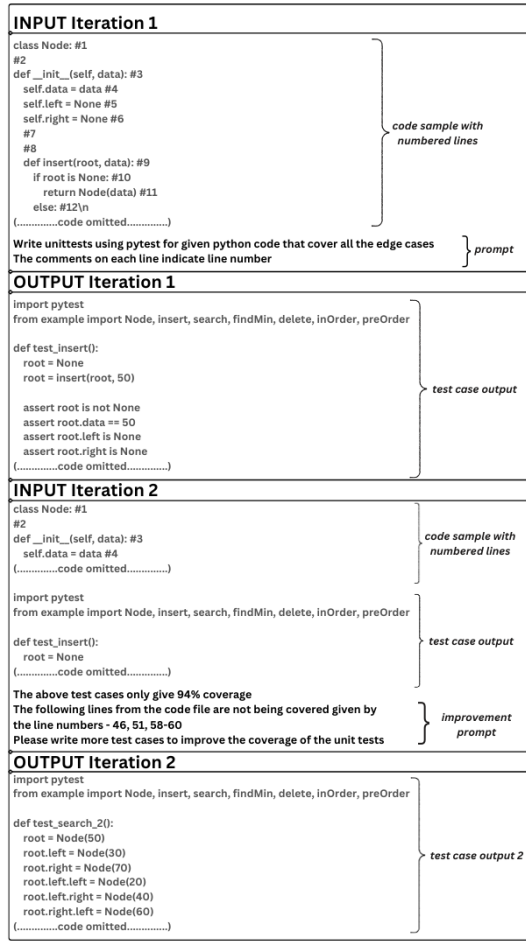 INPUT Iteration 1
class Node: #1
#2
def __init__(self, data): #3
self.data = data #4
self.left = None #5
self.right = None #6
#7
#8
def insert(root, data): #9
if root is None: #10
return Node(data) #11
else: #12\n
(..............code omitted..............)
code sample with
numbered lines
Write unittests using pytest for given python code that cover all the edge cases
The comments on each line indicate line number
prompt
OUTPUT Iteration 1
import pytest
from example import Node, insert, search, findMin, delete, inOrder, preOrder
def test_insert():
root = None
root = insert(root, 50)
assert root is not None
assert root.data == 50
assert root.left is None
assert root.right is None
(..............code omitted..............)
test case output
INPUT Iteration 2
class Node: #1
#2
def __init__(self, data): #3
self.data = data #4
(..............code omitted..............)
code sample with
numbered lines
import pytest
from example import Node, insert, search, findMin, delete, inOrder, preOrder
def test_insert():
root = None
(..............code omitted..............)
test case output
The above test cases only give 94% coverage
The following lines from the code file are not being covered given by
the line numbers - 46, 51, 58-60
Please write more test cases to improve the coverage of the unit tests
improvement
prompt
OUTPUT Iteration 2
import pytest
from example import Node, insert, search, findMin, delete, inOrder, preOrder
def test_search_2():
root = Node(50)
root.left = Node(30)
root.right = Node(70)
root.left.left = Node(20)
root.left.right = Node(40)
root.right.left = Node(60)
(..............code omitted..............)
test case output 2